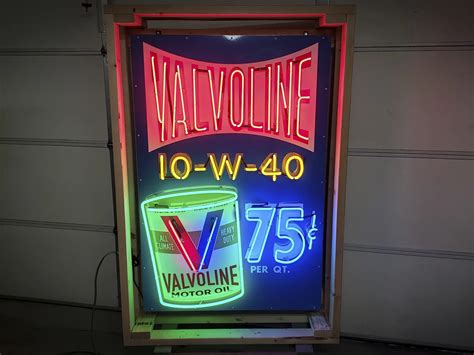 VALVOLINE
10-W-40
ALL CLIMATE
HEAVY DUTY
V
VALVOLINE
MOTOR OIL
75¢
PER QT.